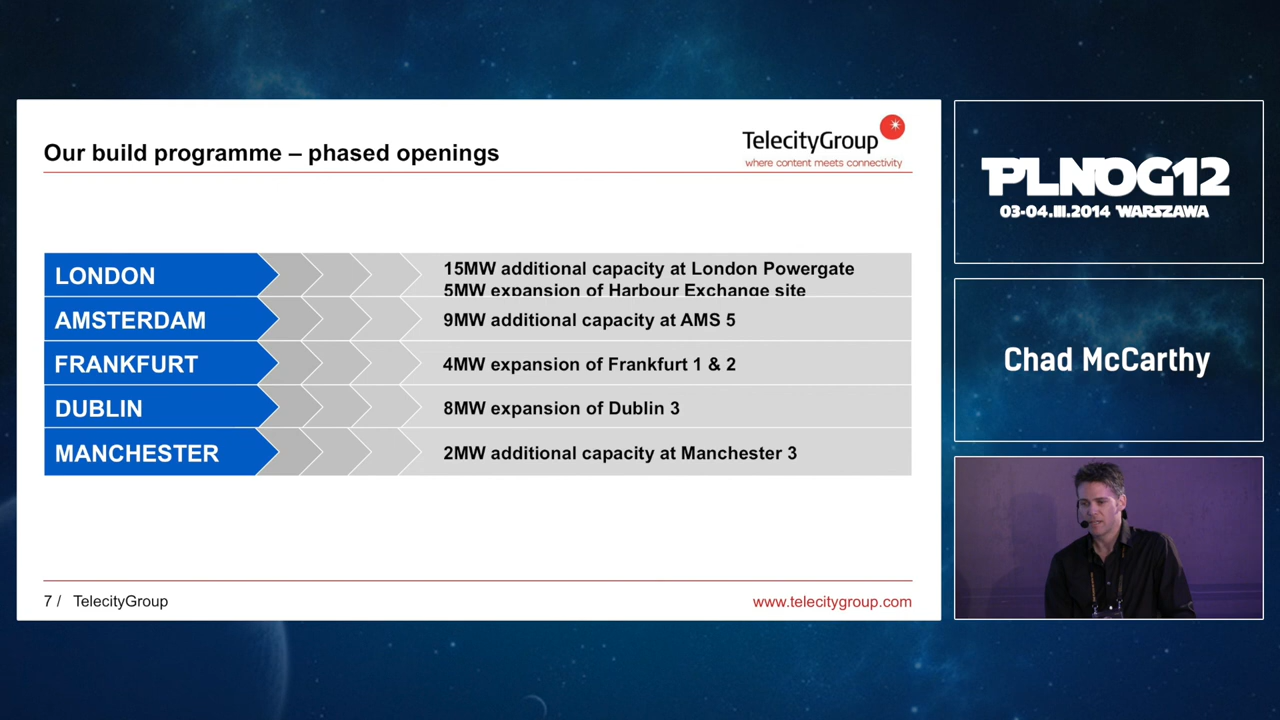 Our build programme – phased openings
TelecityGroup
where content meets connectivity
LONDON
15MW additional capacity at London Powergate
5MW expansion of Harbour Exchange site
AMSTERDAM
9MW additional capacity at AMS 5
FRANKFURT
4MW expansion of Frankfurt 1 & 2
DUBLIN
8MW expansion of Dublin 3
MANCHESTER
2MW additional capacity at Manchester 3
7 / TelecityGroup
www.telecitygroup.com
PLNOG12
03-04.III.2014 WARSZAWA
Chad McCarthy